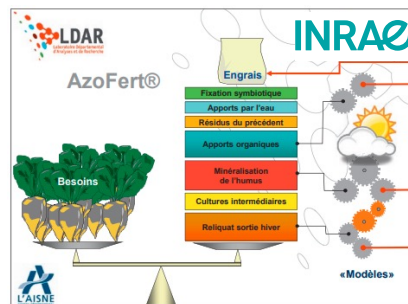 LDAR
Laboratoire Départemental
d'Analyses et de Recherche
INRAE
AzoFert®
Engrais
Fixation symbiotique
Apports par l'eau
Résidus du précédent
Apports organiques
Minéralisation
de l'humus
Cultures intermédiaires
Reliquat sortie hiver
Besoins
L'AISNE
«Modèles»